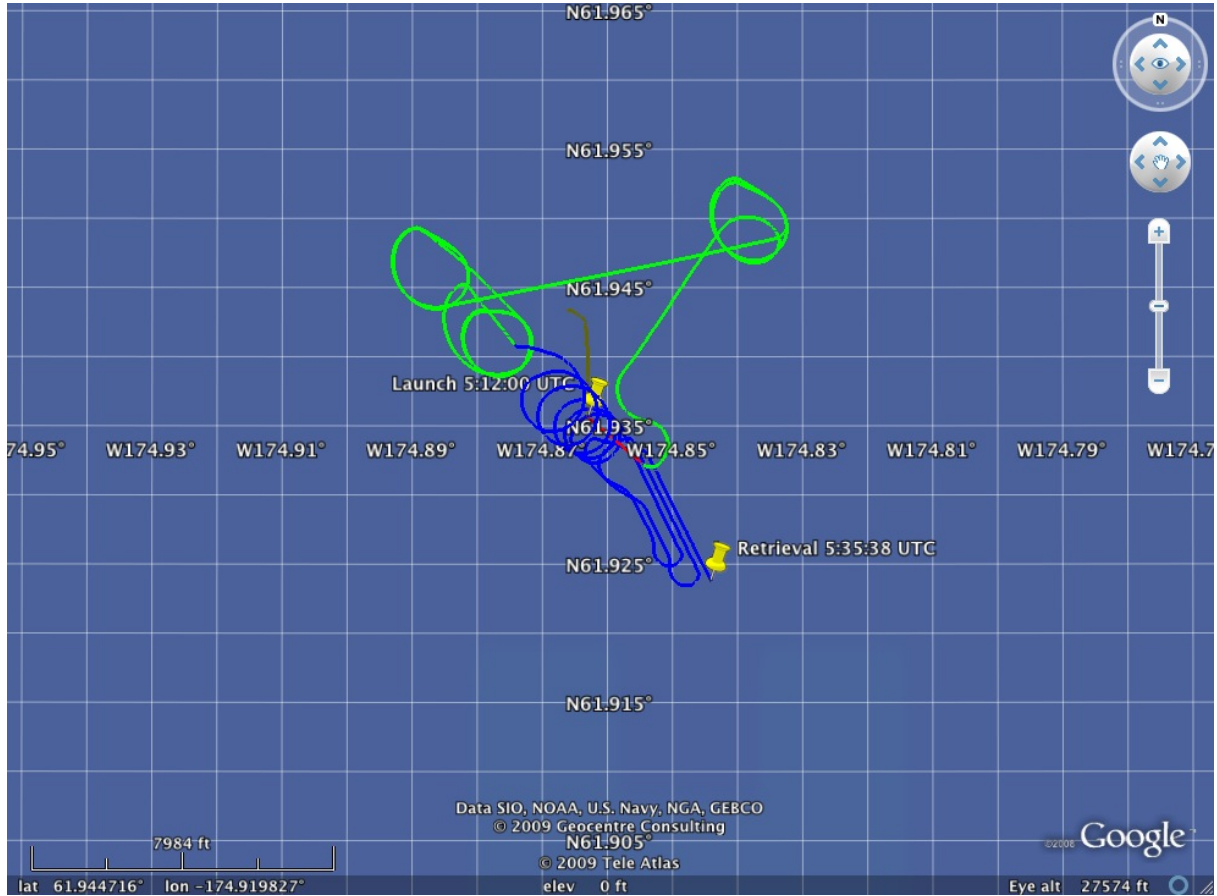 N61.965°
N
N61.955°
N61.945°
Launch 5:12:00 UTC
N61.935°
74.95° W174.93° W174.91° W174.89° W174.87 W174.85° W174.83° W174.81° W174.79° W174.7
Retrieval 5:35:38 UTC
N61.925°
N61.915°
Data SIO, NOAA, U.S. Navy, NGA, GEBCO
© 2009 Geocentre Consulting
N61.905°
© 2009 Tele Atlas
7984 ft
©2008 Google
lat 61.944716° lon -174.919827° elev 0 ft Eye alt 27574 ft